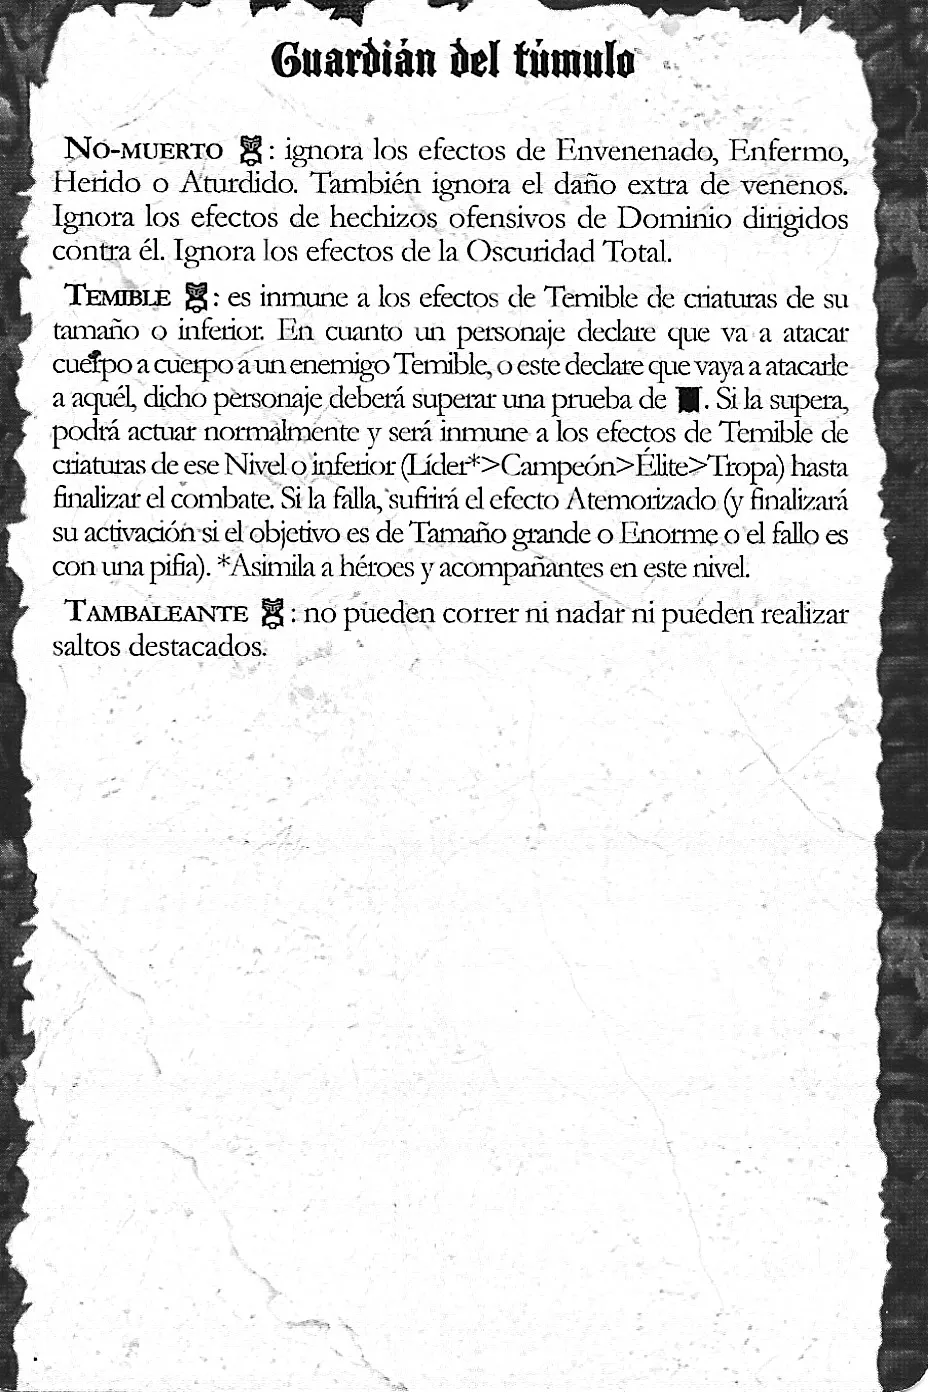 Guardián del túmulo
NO-MUERTO : ignora los efectos de Envenenado, Enfermo,
Herido o Aturdido. También ignora el daño extra de venenos.
Ignora los efectos de hechizos ofensivos de Dominio dirigidos
contra él. Ignora los efectos de la Oscuridad Total.
TEMIBLE : es inmune a los efectos de Temible de criaturas de su
tamaño o inferior. En cuanto un personaje declare que va a atacar
cuerpo a cuerpo a un enemigo Temible, o este declare que vaya a atacarle
a aquél, dicho personaje deberá superar una prueba de . Si la supera,
podrá actuar normalmente y será inmune a los efectos de Temible de
criaturas de ese Nivel o inferior (Líder*>Campeón>Élite>Tropa) hasta
finalizar el combate. Si la falla, sufrirá el efecto Atemorizado (y finalizará
su activación si el objetivo es de Tamaño grande o Enorme o el fallo es
con una pifia). *Asimila a héroes y acompañantes en este nivel.
TAMBALEANTE : no pueden correr ni nadar ni pueden realizar
saltos destacados.